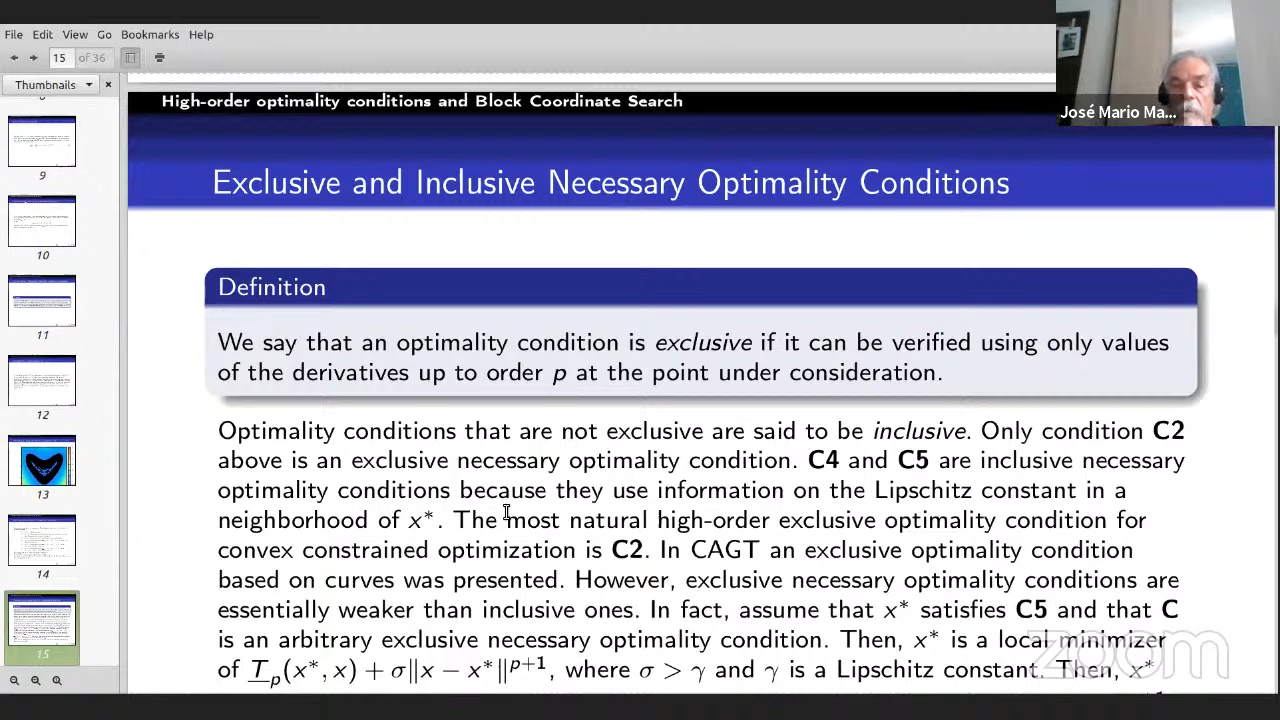 File Edit View Go Bookmarks Help
15 of 36
Thumbnails
High-order optimality conditions and Block Coordinate Search
José Mario Ma...
Exclusive and Inclusive Necessary Optimality Conditions
Definition
We say that an optimality condition is exclusive if it can be verified using only values
of the derivatives up to order p at the point under consideration.
Optimality conditions that are not exclusive are said to be inclusive. Only condition C2
above is an exclusive necessary optimality condition. C4 and C5 are inclusive necessary
optimality conditions because they use information on the Lipschitz constant in a
neighborhood of x*. The most natural high-order exclusive optimality condition for
convex constrained optimization is C2. In CAGT an exclusive optimality condition
based on curves was presented. However, exclusive necessary optimality conditions are
essentially weaker than inclusive ones. In fact, assume that x* satisfies C5 and that C
is an arbitrary exclusive necessary optimality condition. Then, x* is a local minimizer
of T_p(x*, x) + σ‖x − x*‖^{p+1}, where σ > γ and γ is a Lipschitz constant. Then, x*
zoom
9
10
11
12
13
14
15